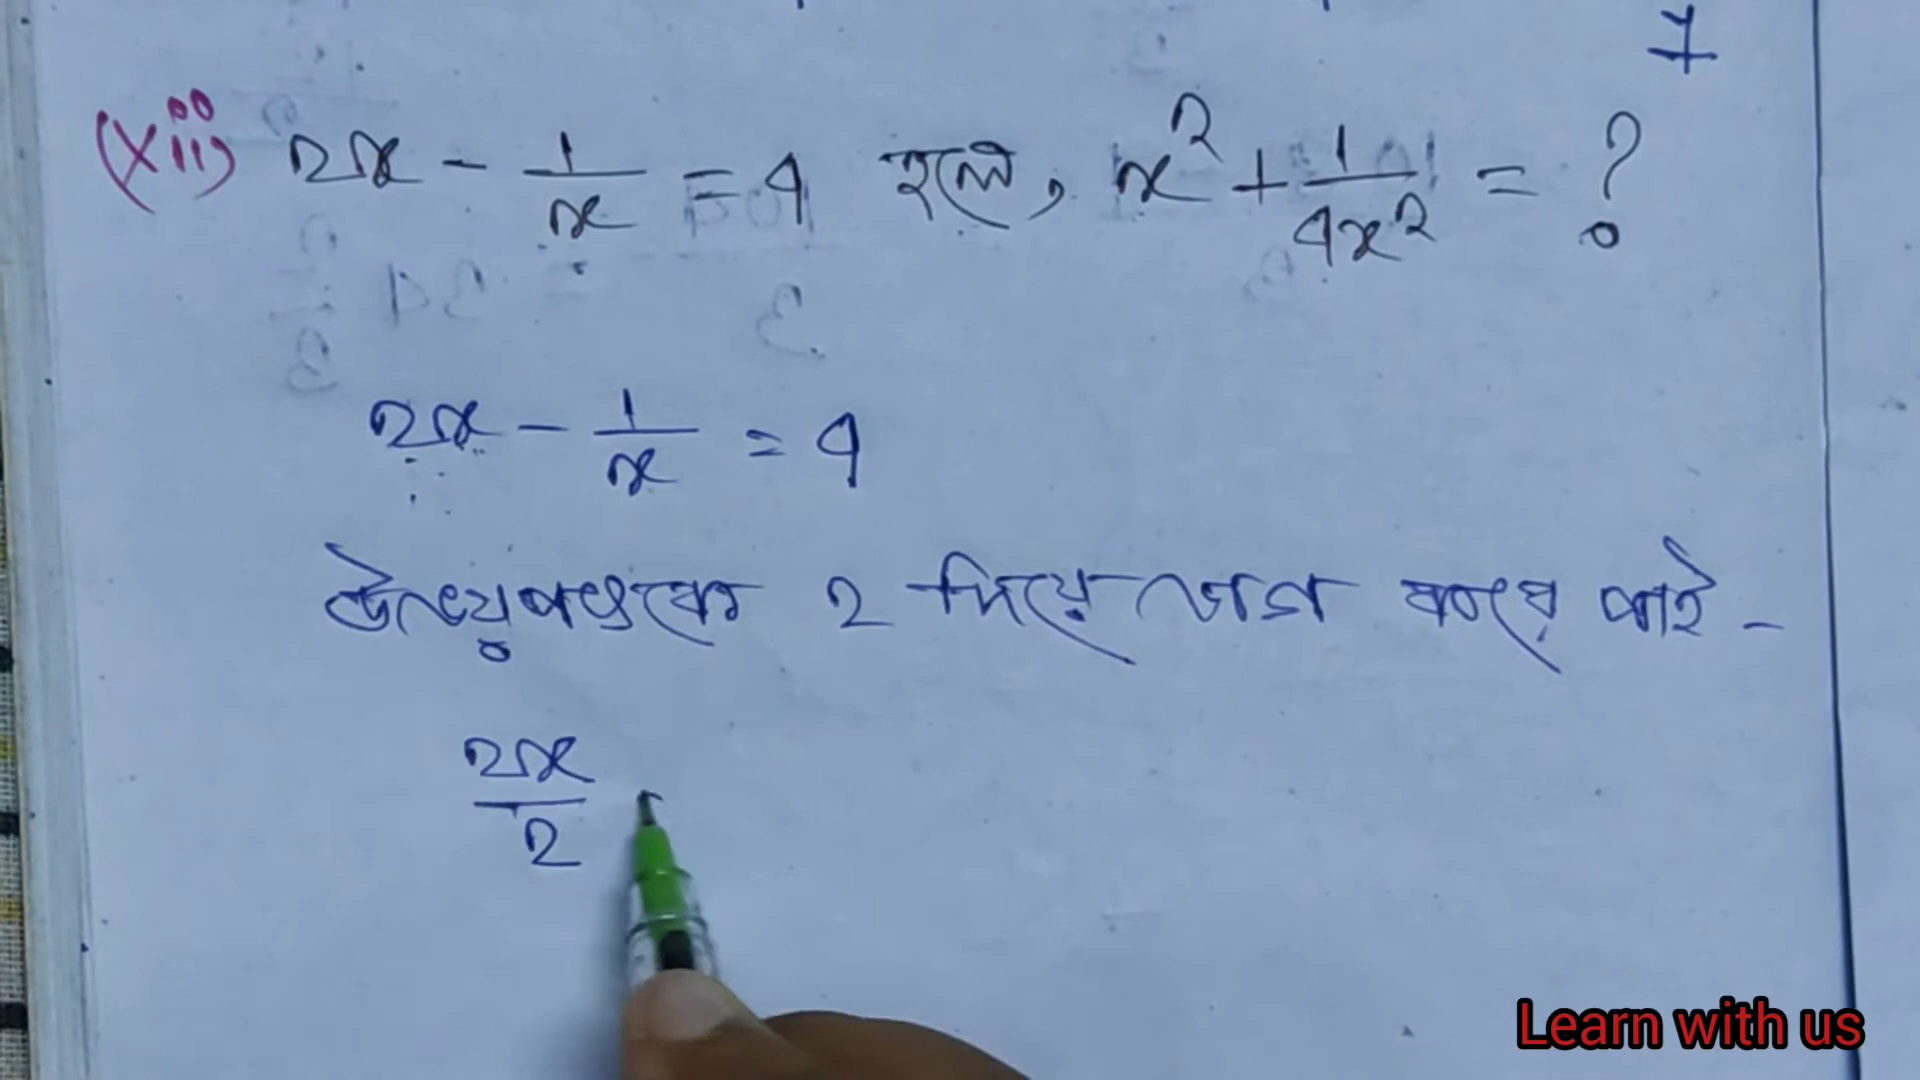 7
(xii) 2x - 1/x = 4 হলে, x² + 1/4x² = ?
2x - 1/x = 4
উভয়পক্ষকে 2 দিয়ে ভাগ করে পাই -
2x/2
Learn with us